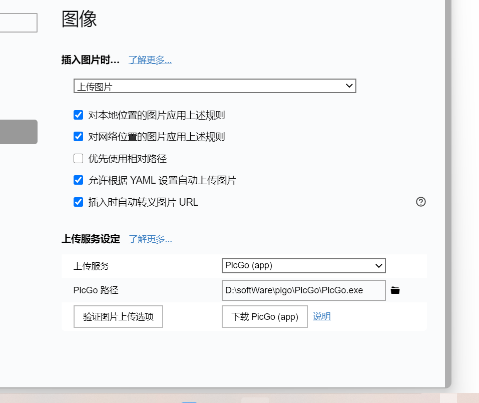 图像
插入图片时... 了解更多...
上传图片
对本地位置的图片应用上述规则
对网络位置的图片应用上述规则
优先使用相对路径
允许根据 YAML 设置自动上传图片
插入时自动转义图片 URL
上传服务设定 了解更多...
上传服务 PicGo (app)
PicGo 路径 D:\softWare\pigo\PicGo\PicGo.exe
验证图片上传选项 下载 PicGo (app) 说明